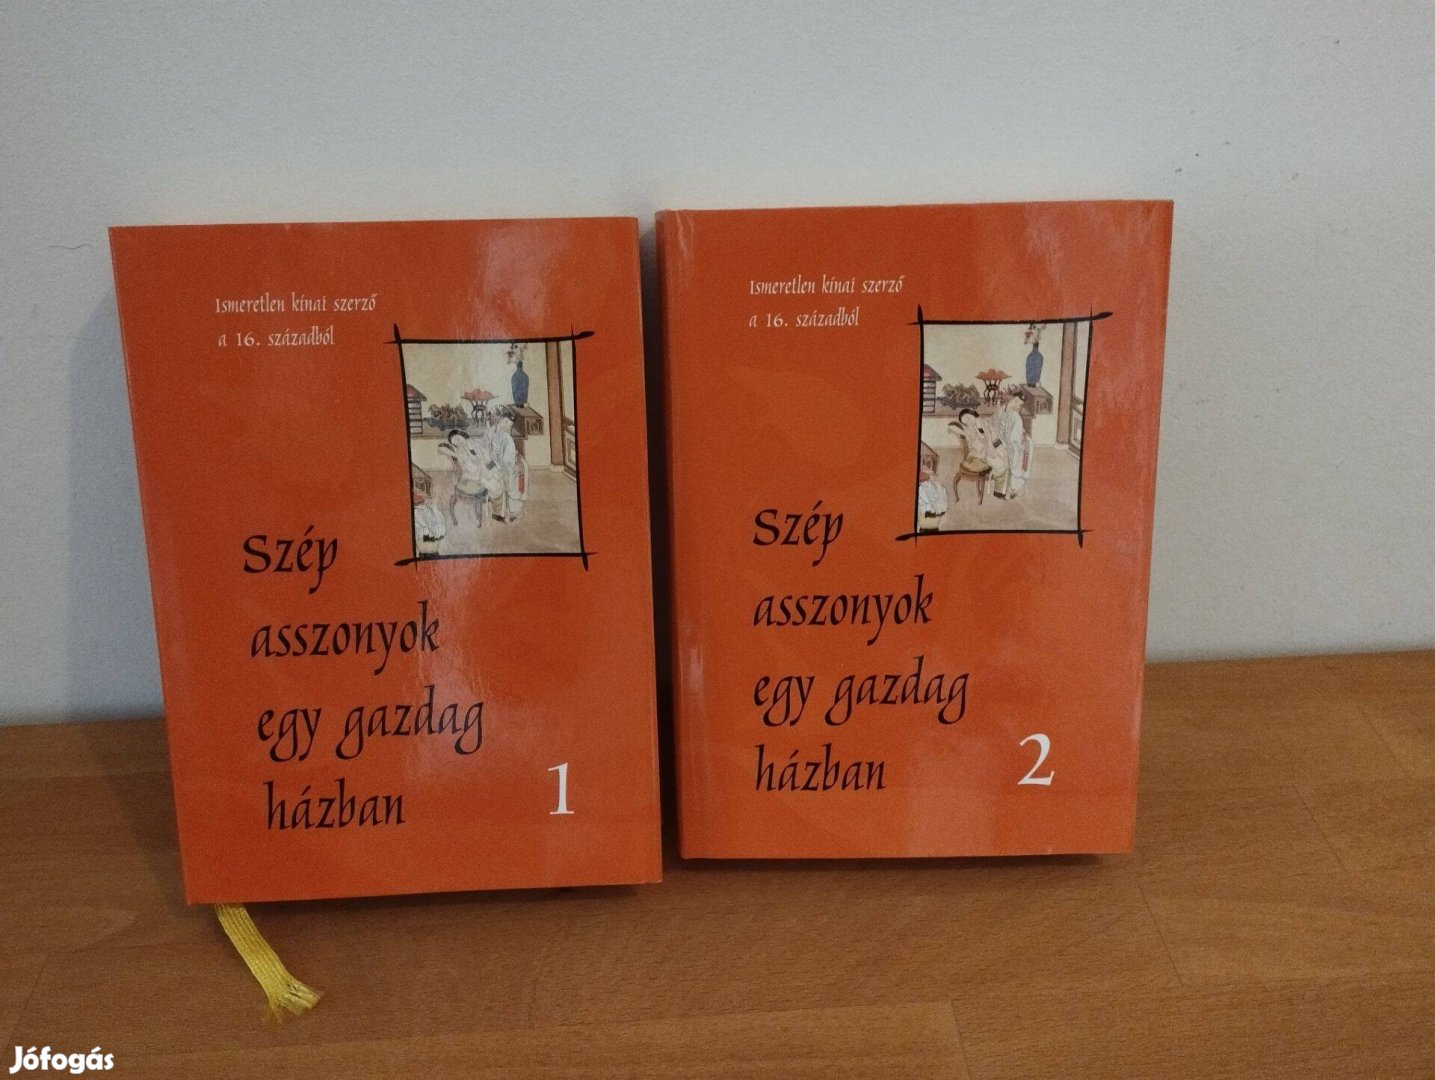 Ismeretlen kínai szerző
a 16. századból
Szép
asszonyok
egy gazdag
házban
1
Ismeretlen kínai szerző
a 16. századból
Szép
asszonyok
egy gazdag
házban
2
Jófogás